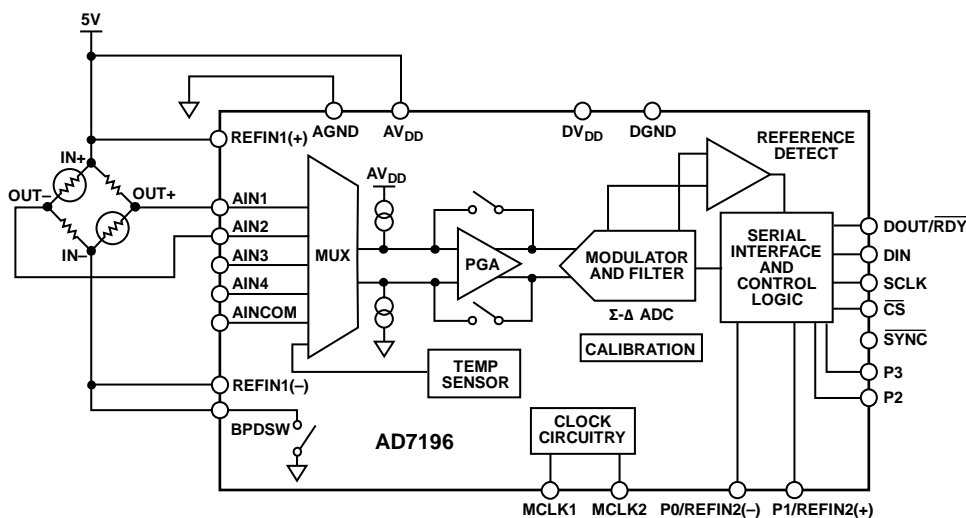 5V
AGND
AVDD
DVDD
DGND
REFIN1(+)
REFERENCE
DETECT
IN+
OUT–
OUT+
IN–
AVDD
AIN1
AIN2
AIN3
AIN4
AINCOM
MUX
PGA
MODULATOR
AND FILTER
Σ-Δ ADC
SERIAL
INTERFACE
AND
CONTROL
LOGIC
DOUT/RDY
DIN
SCLK
CS
SYNC
P3
P2
CALIBRATION
TEMP
SENSOR
REFIN1(–)
BPDSW
AD7196
CLOCK
CIRCUITRY
MCLK1
MCLK2
P0/REFIN2(–)
P1/REFIN2(+)